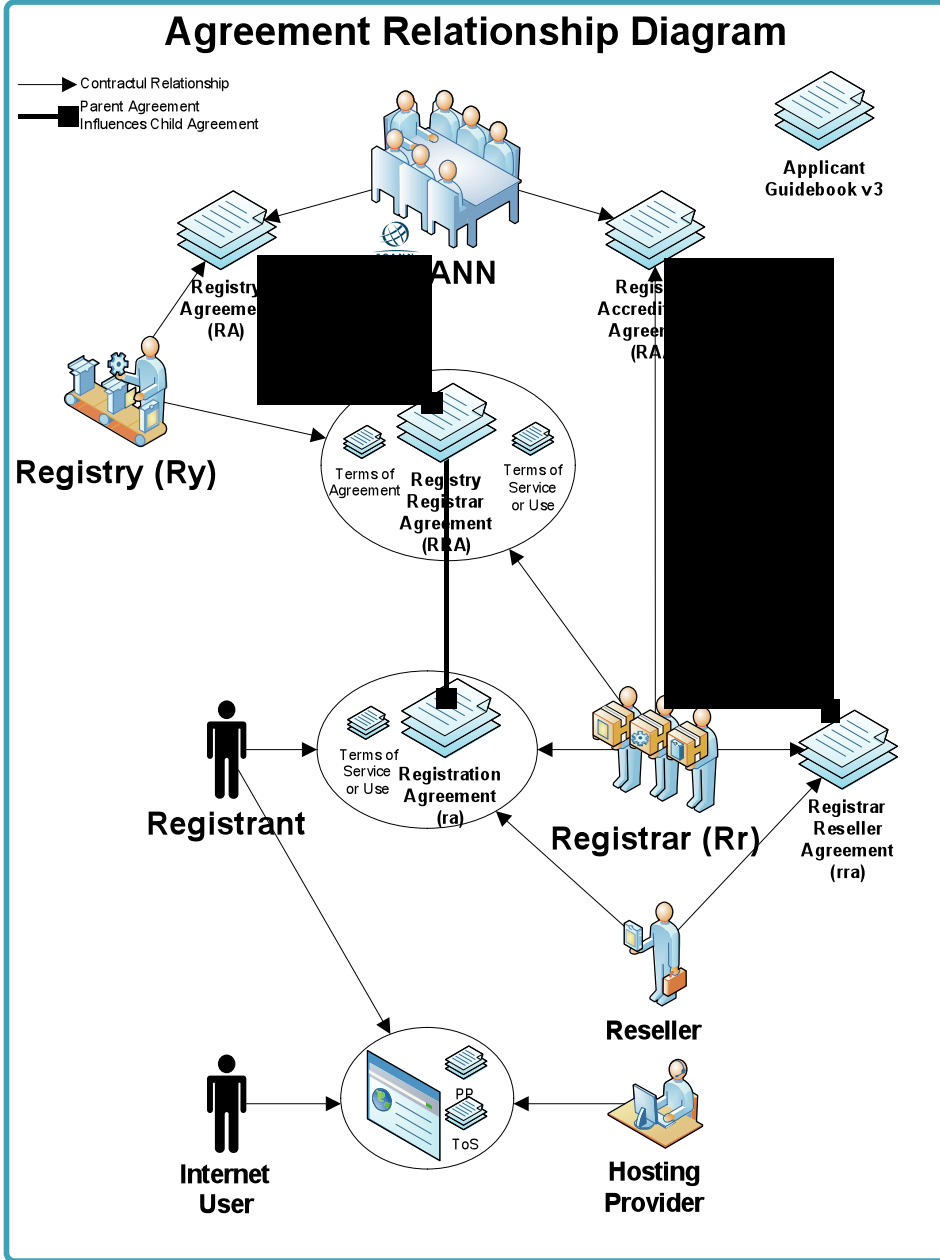 Agreement Relationship Diagram
Contractul Relationship
Parent Agreement
Influences Child Agreement
Applicant
Guidebook v3
ANN
Registry
Agreeme
(RA)
Regis
Accredit
Agreem
(RA
Registry (Ry)
Terms of
Agreement
Registry
Registrar
Agreement
(RRA)
Terms of
Service
or Use
Terms of
Service
or Use
Registration
Agreement
(ra)
Registrant
Registrar (Rr)
Registrar
Reseller
Agreement
(rra)
Reseller
PP
ToS
Internet
User
Hosting
Provider